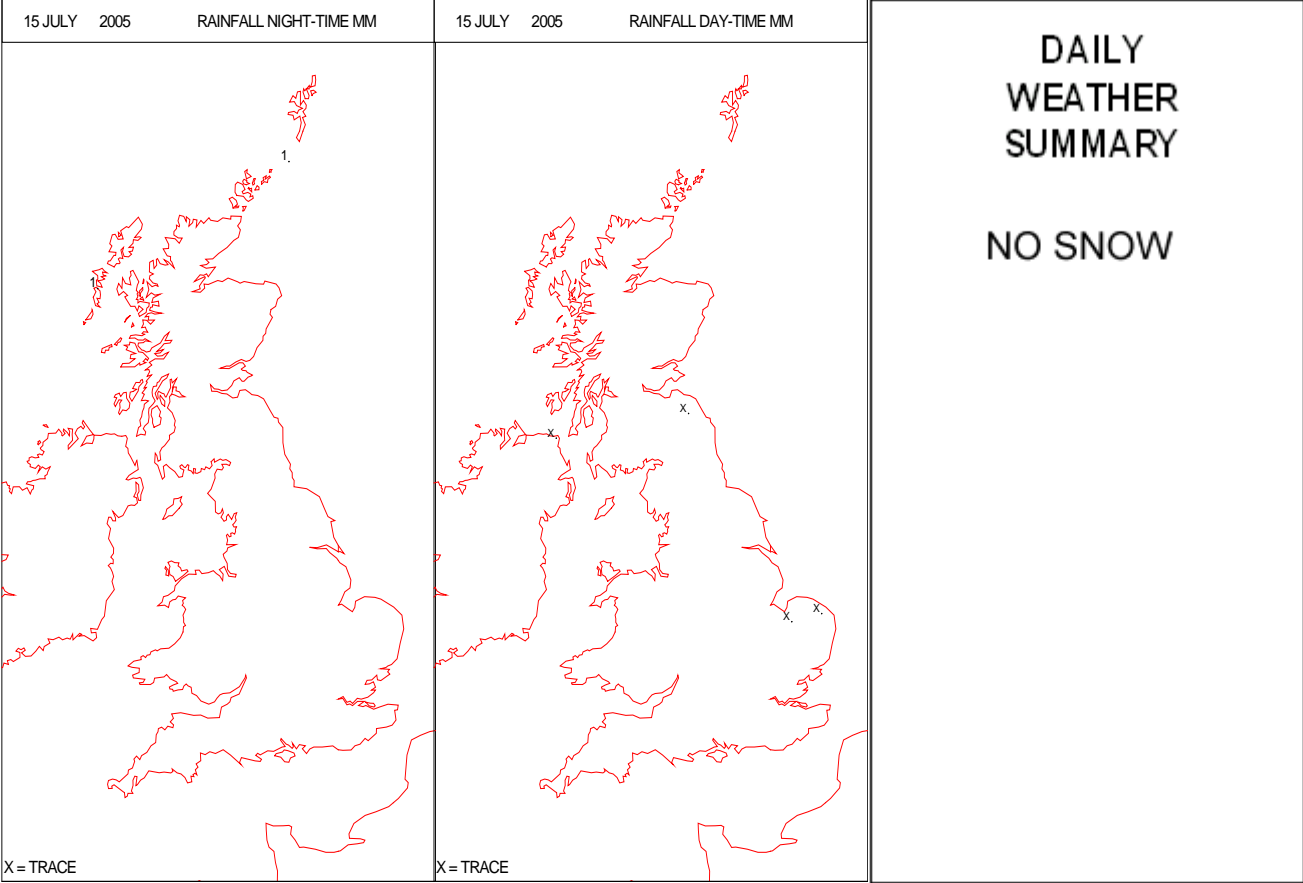 15 JULY 2005 RAINFALL NIGHT-TIME MM
1.
1.
X = TRACE
15 JULY 2005 RAINFALL DAY-TIME MM
X.
X.
X.
X.
X = TRACE
DAILY
WEATHER
SUMMARY
NO SNOW